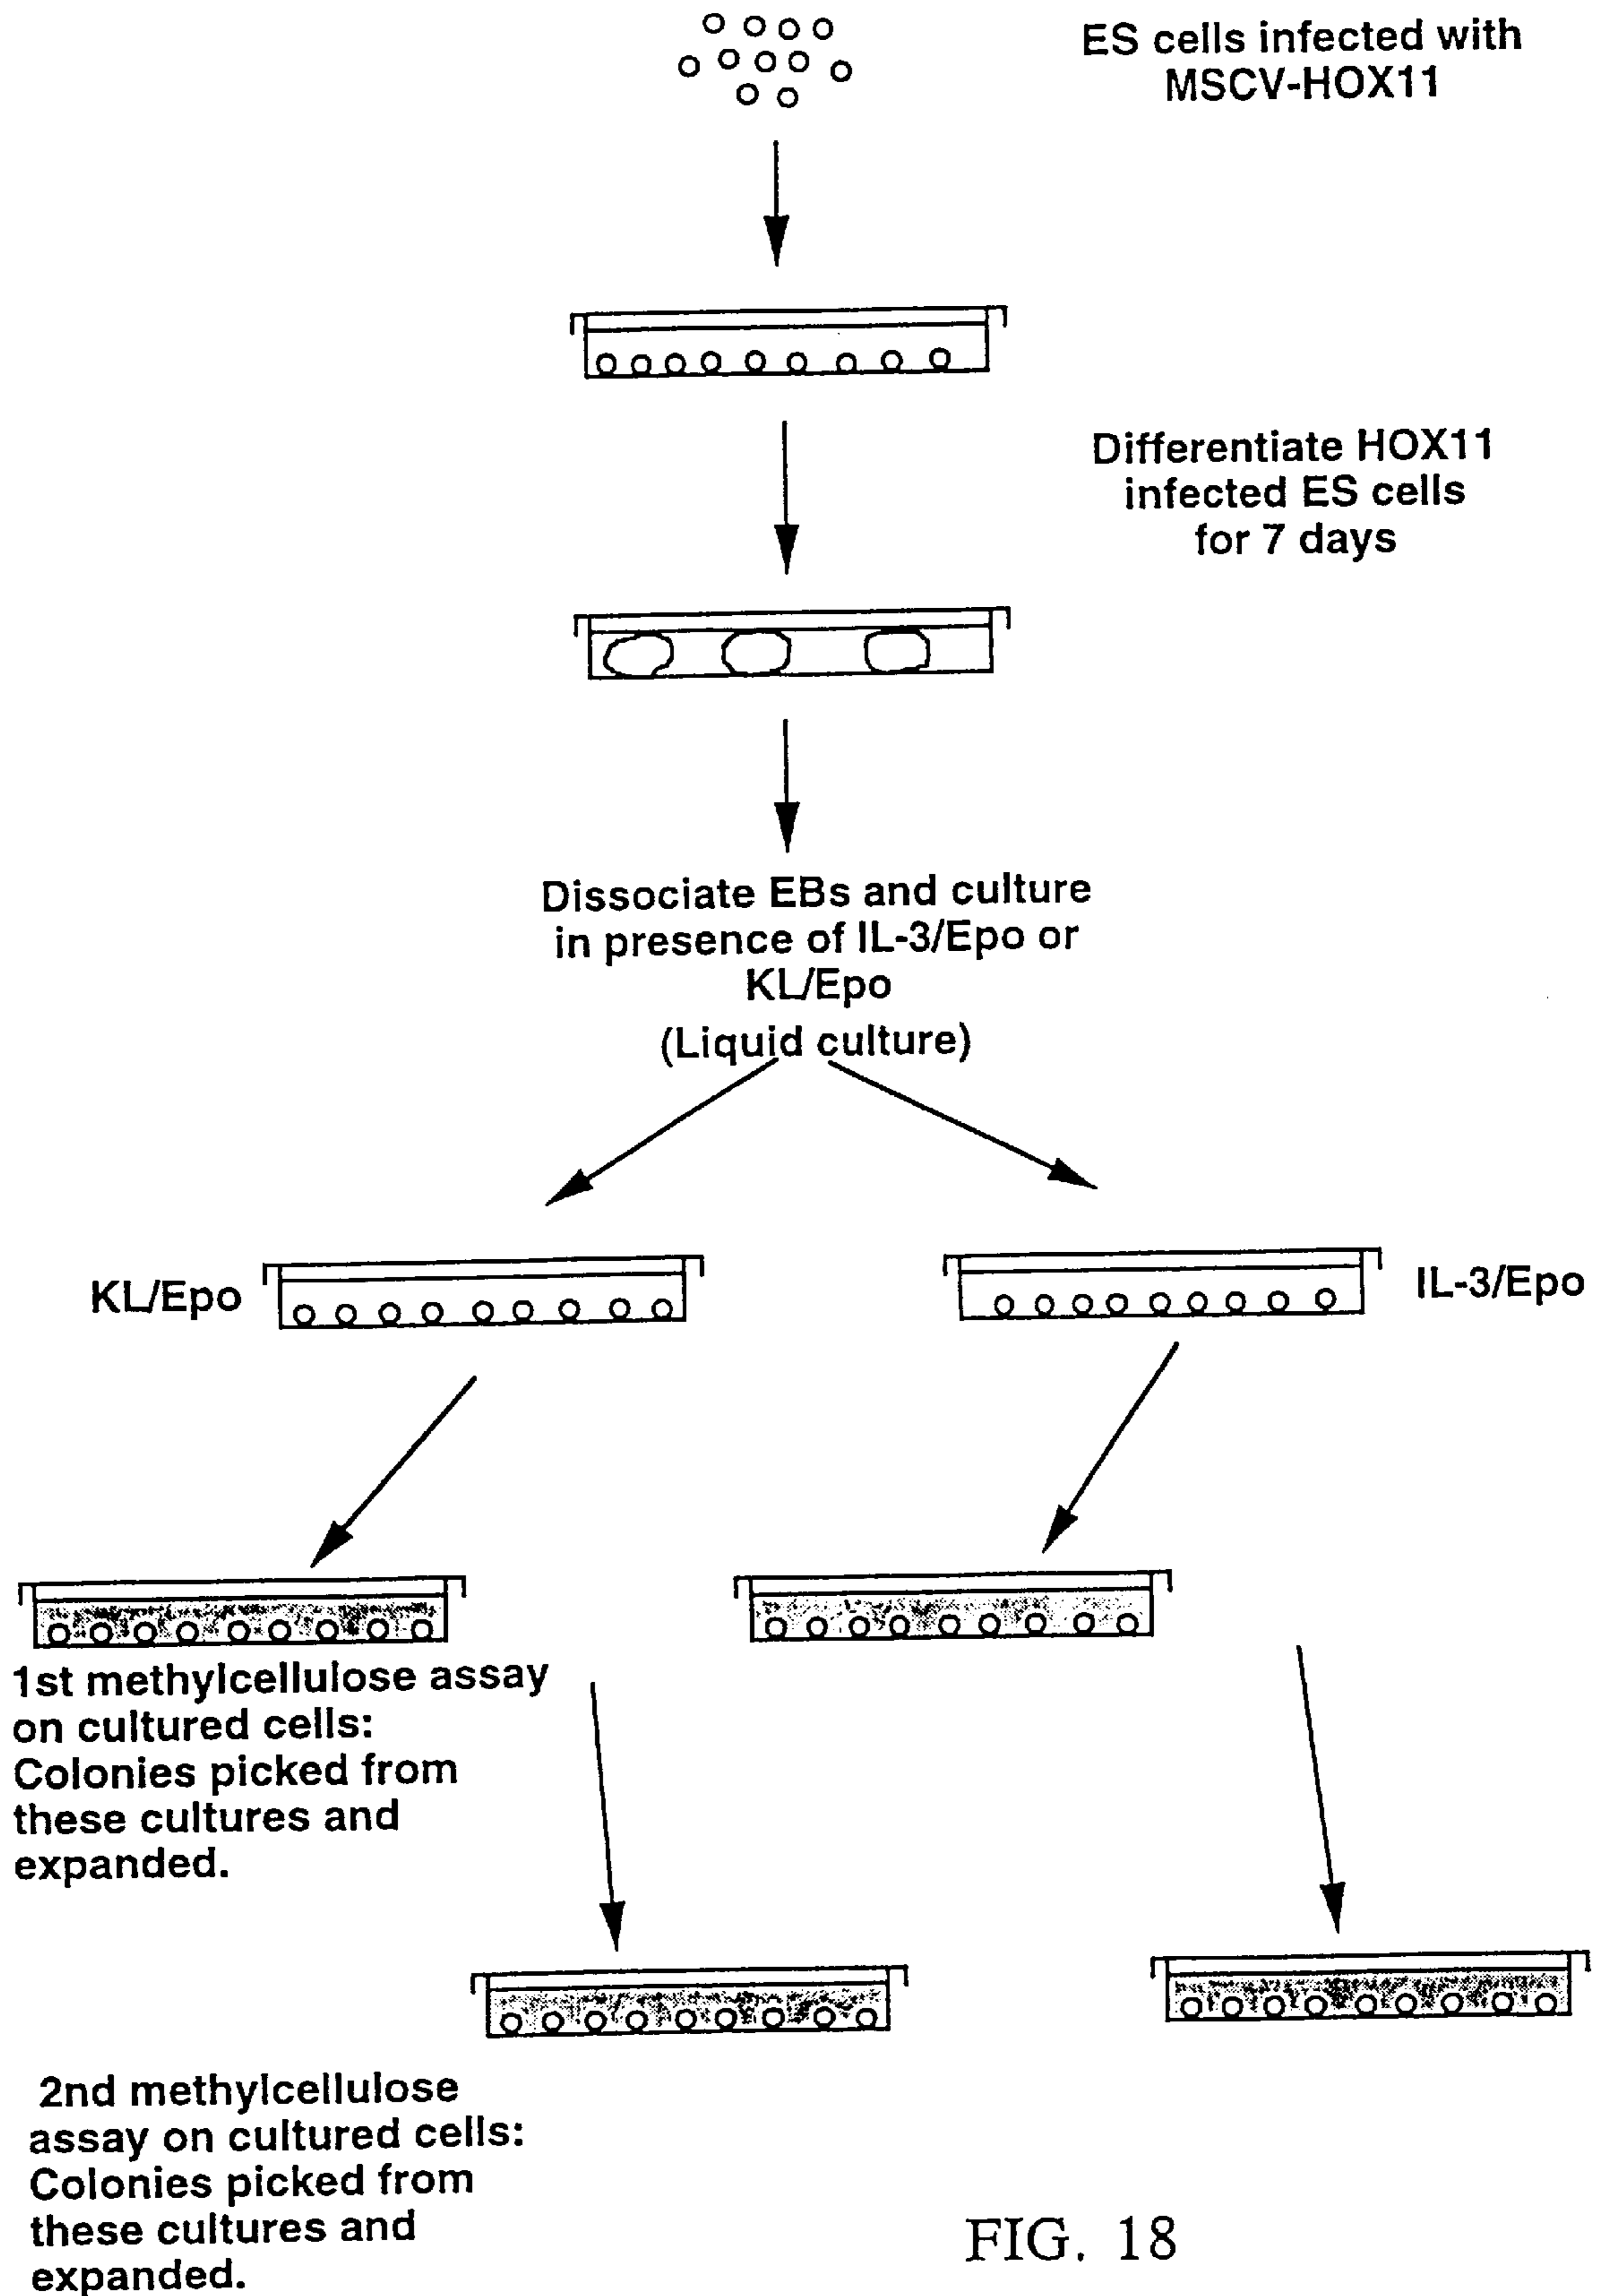 ES cells infected with
MSCV-HOX11
Differentiate HOX11
infected ES cells
for 7 days
Dissociate EBs and culture
in presence of IL-3/Epo or
KL/Epo
(Liquid culture)
KL/Epo
IL-3/Epo
1st methylcellulose assay
on cultured cells:
Colonies picked from
these cultures and
expanded.
2nd methylcellulose
assay on cultured cells:
Colonies picked from
these cultures and
expanded.
FIG. 18